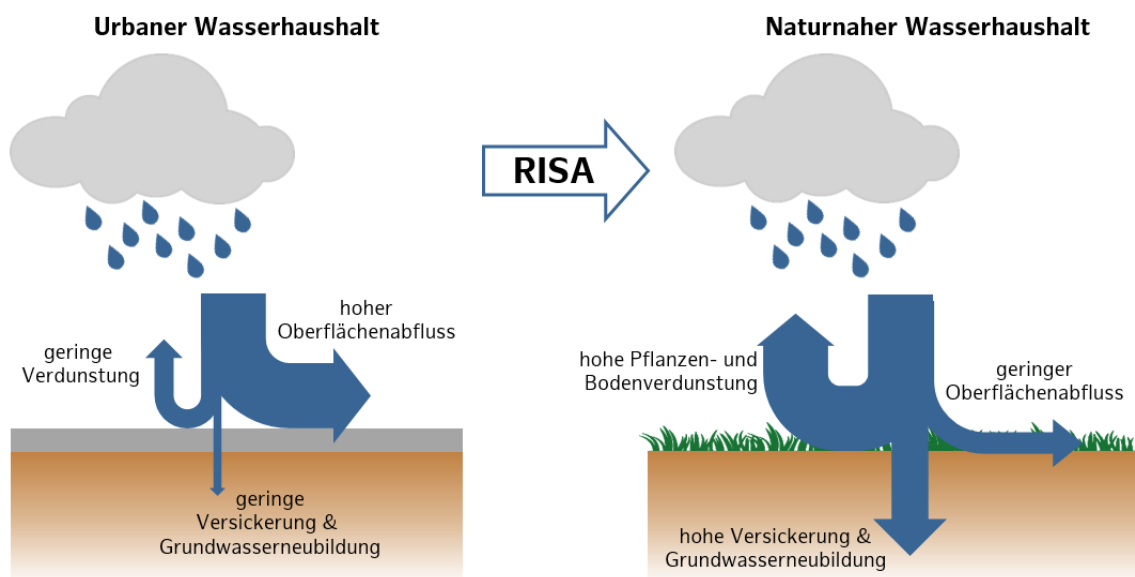 Urbaner Wasserhaushalt
Naturnaher Wasserhaushalt
RISA
hoher
Oberflächenabfluss
geringe
Verdunstung
geringe
Versickerung &
Grundwasserneubildung
hohe Pflanzen- und
Bodenverdunstung
geringer
Oberflächenabfluss
hohe Versickerung &
Grundwasserneubildung